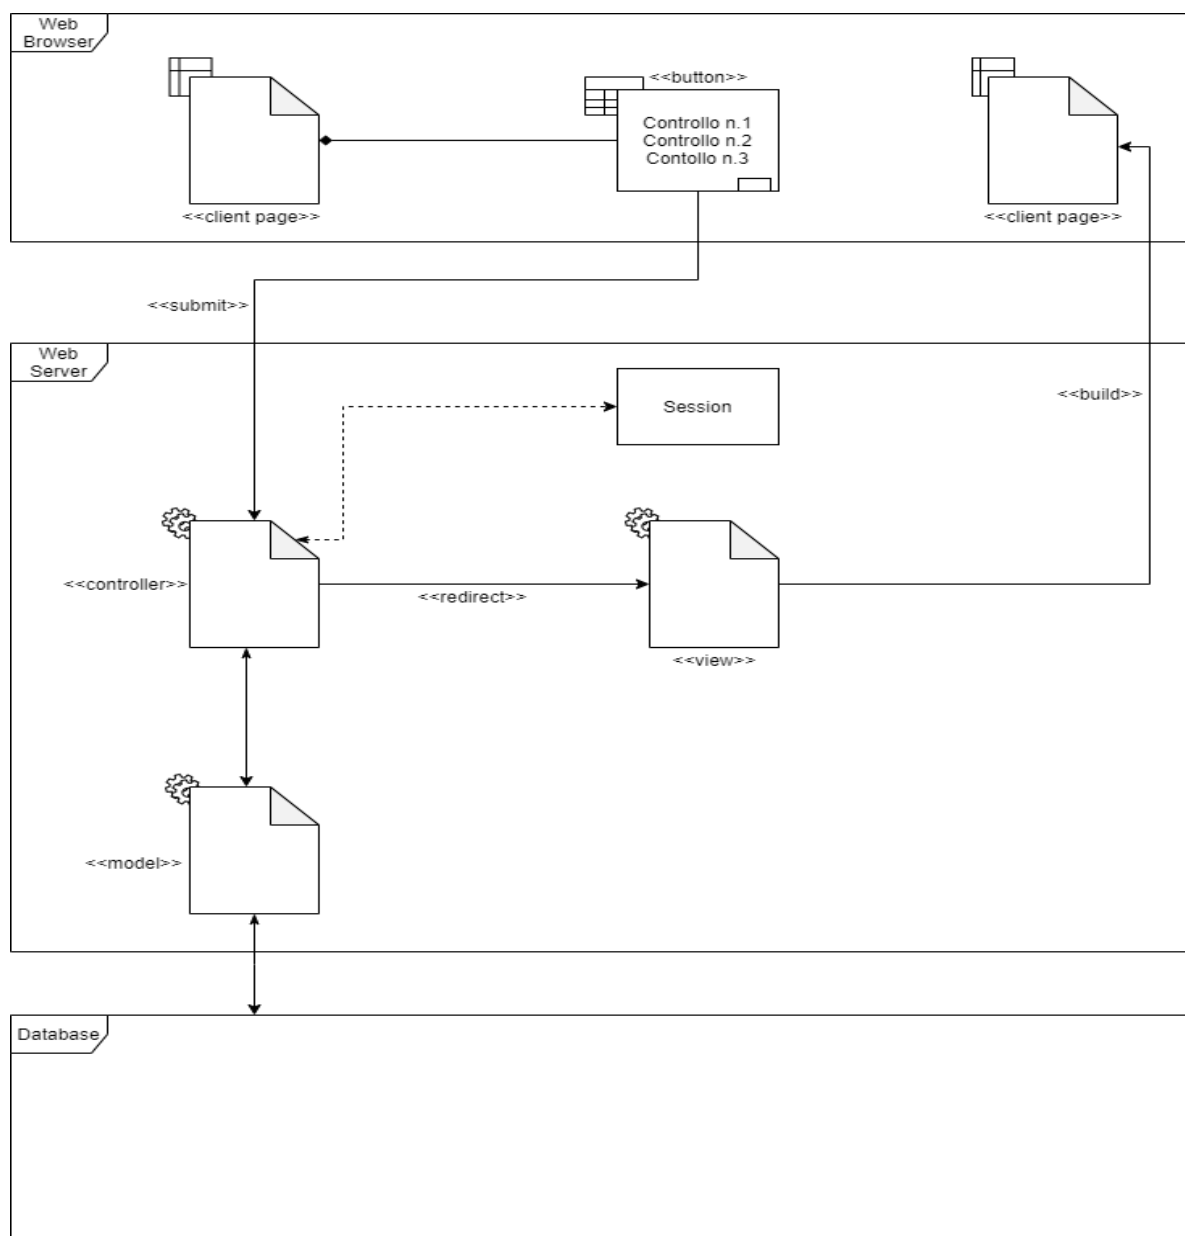 Web
Browser
<<button>>
Controllo n.1
Controllo n.2
Contollo n.3
<<client page>>
<<client page>>
<<submit>>
Web
Server
<<build>>
Session
<<controller>>
<<redirect>>
<<view>>
<<model>>
Database